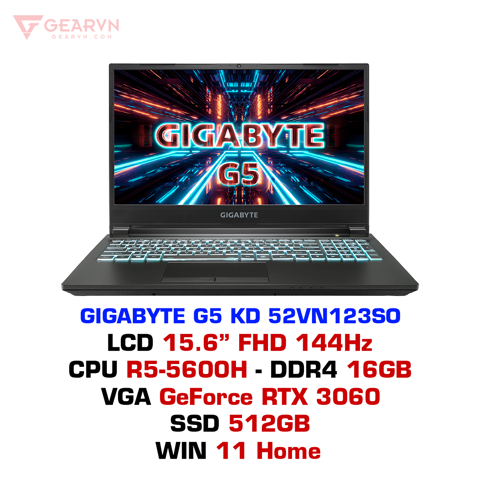 GEARVN
GEARVN.COM
GIGABYTE
G5
GIGABYTE
GIGABYTE G5 KD 52VN123SO
LCD 15.6” FHD 144Hz
CPU R5-5600H - DDR4 16GB
VGA GeForce RTX 3060
SSD 512GB
WIN 11 Home